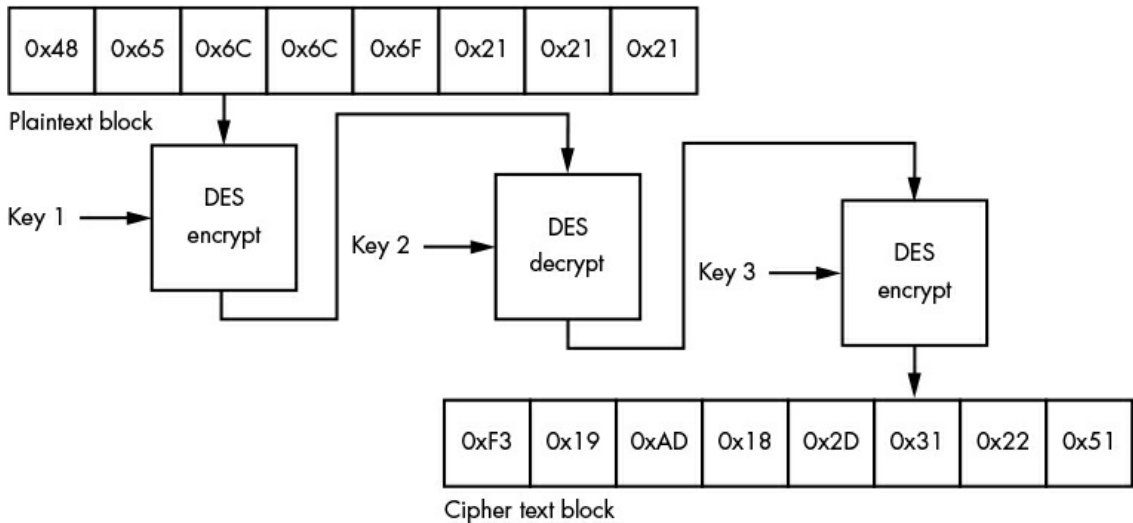 0x48 0x65 0x6C 0x6C 0x6F 0x21 0x21 0x21
Plaintext block
Key 1
DES
encrypt
Key 2
DES
decrypt
Key 3
DES
encrypt
0xF3 0x19 0xAD 0x18 0x2D 0x31 0x22 0x51
Cipher text block